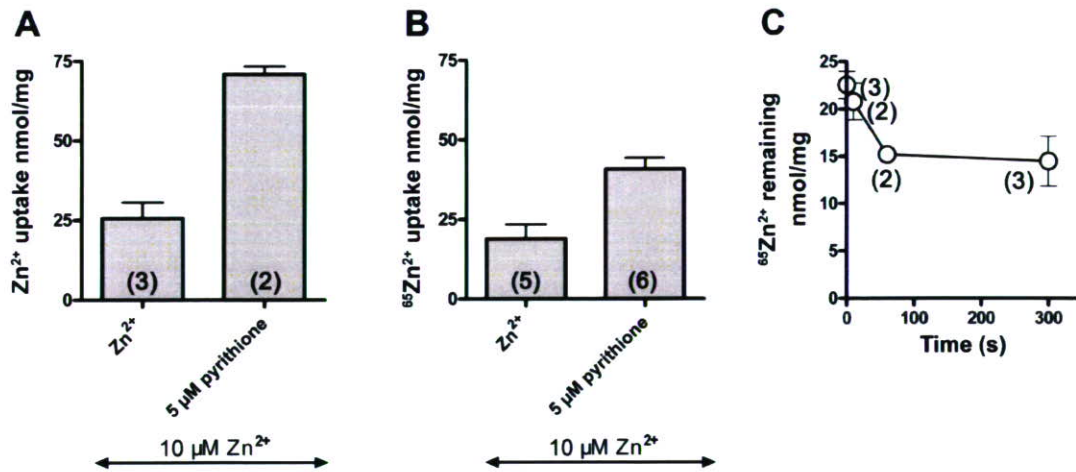 A
Zn²⁺ uptake nmol/mg
75
50
25
0
(3)
(2)
Zn²⁺
5 µM pyrithione
10 µM Zn²⁺
B
⁶⁵Zn²⁺ uptake nmol/mg
75
50
25
0
(5)
(6)
Zn²⁺
5 µM pyrithione
10 µM Zn²⁺
C
⁶⁵Zn²⁺ remaining
nmol/mg
25
20
15
10
5
0
(3)
(2)
(2)
(3)
0 100 200 300
Time (s)